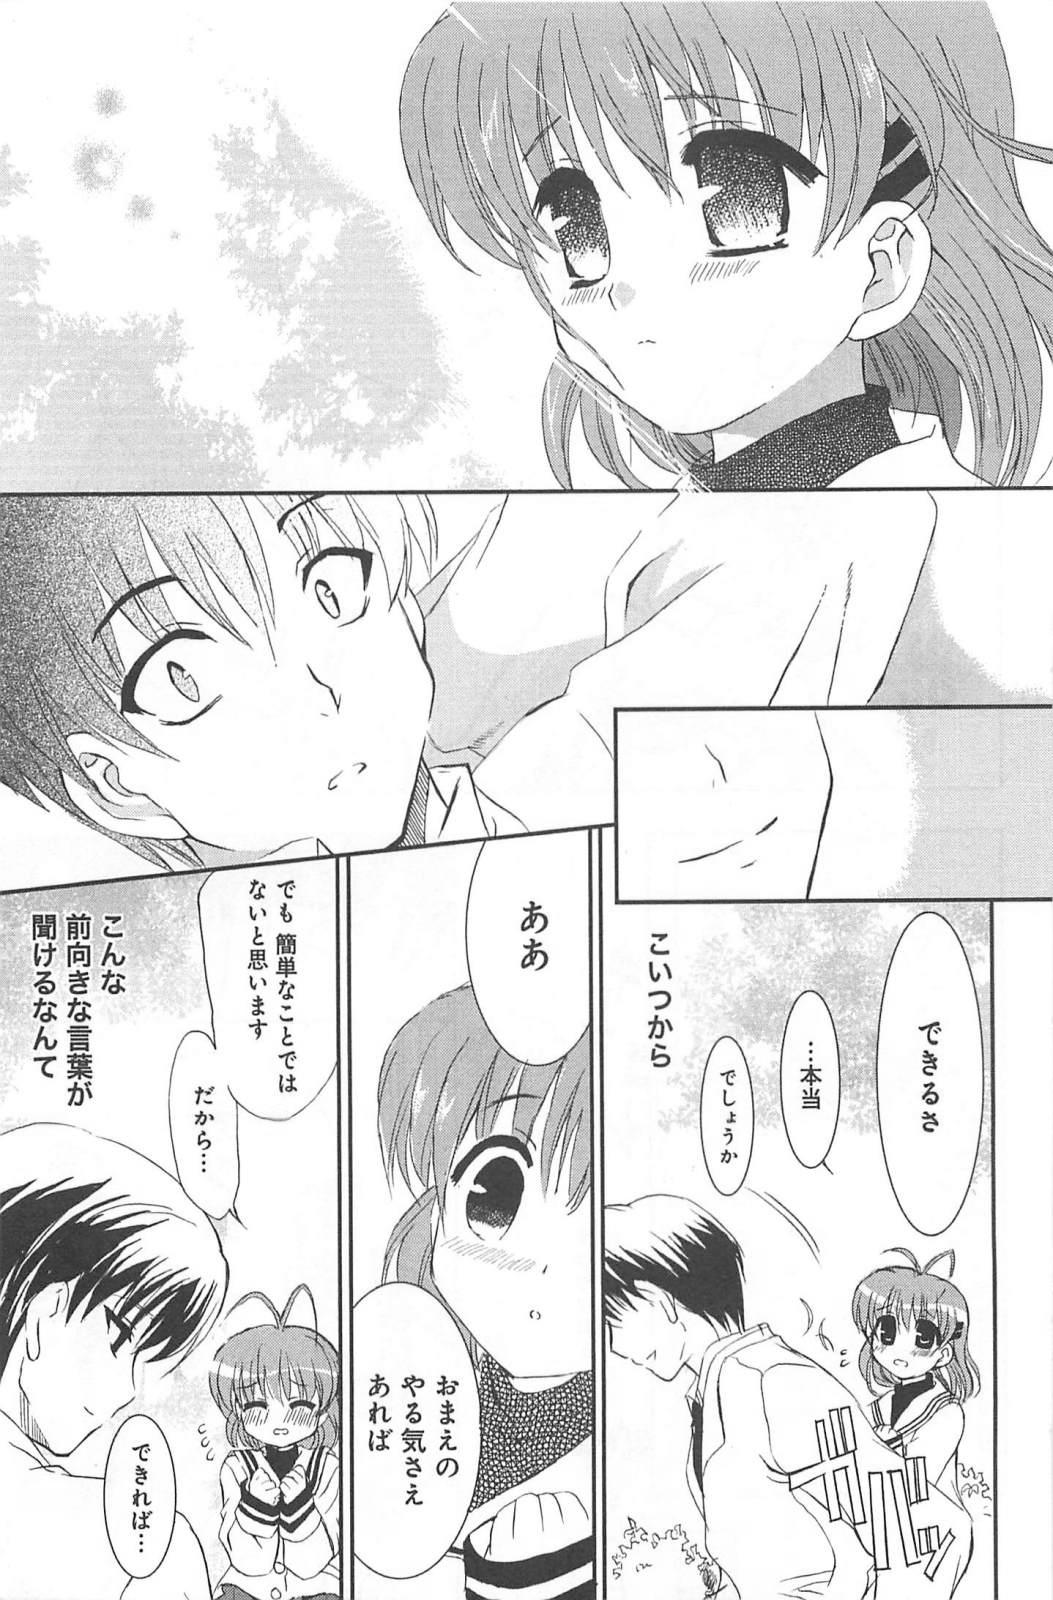 できるさ
…本当
でしょうか
こいつから
ああ
おまえの
やる気さえ
あれば
でも 簡単なことでは
ないと思います
だから…
こんな
前向きな言葉が
聞けるなんて
できれば…